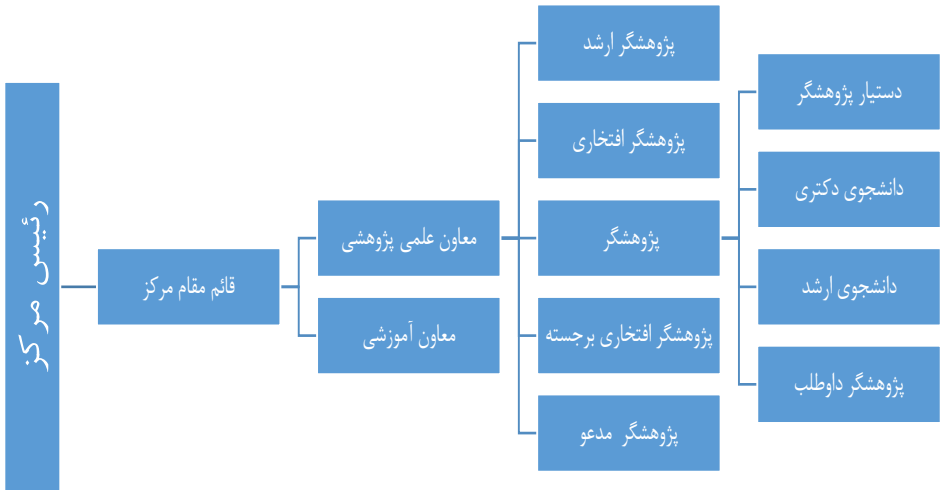 رئیس مرکز
قائم مقام مرکز
معاون علمی پژوهشی
معاون آموزشی
پژوهشگر ارشد
پژوهشگر افتخاری
پژوهشگر
پژوهشگر افتخاری برجسته
پژوهشگر مدعو
دستیار پژوهشگر
دانشجوی دکتری
دانشجوی ارشد
پژوهشگر داوطلب